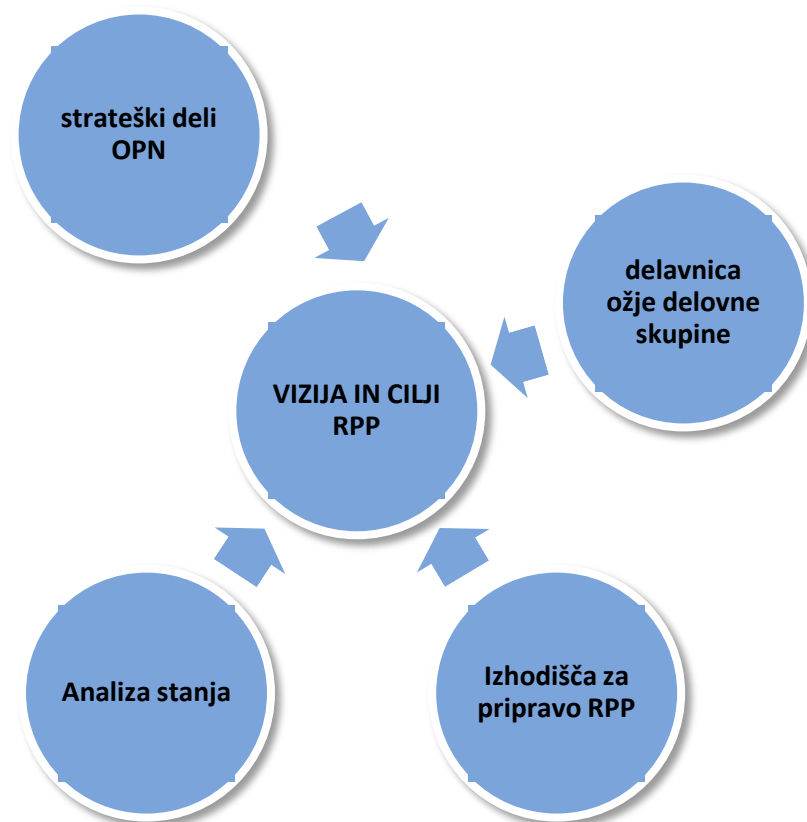 strateški deli
OPN
delavnica
ožje delovne
skupine
VIZIJA IN CILJI
RPP
Analiza stanja
Izhodišča za
pripravo RPP